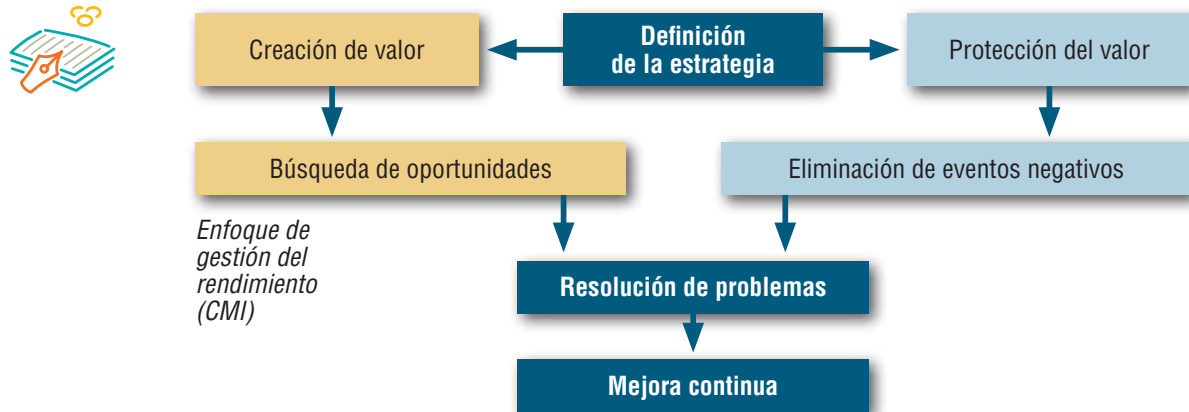 Creación de valor
Definición
de la estrategia
Protección del valor
Búsqueda de oportunidades
Eliminación de eventos negativos
Enfoque de
gestión del
rendimiento
(CMI)
Resolución de problemas
Mejora continua